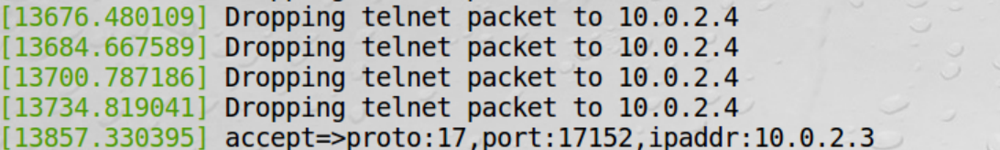 [13676.480109] Dropping telnet packet to 10.0.2.4
[13684.667589] Dropping telnet packet to 10.0.2.4
[13700.787186] Dropping telnet packet to 10.0.2.4
[13734.819041] Dropping telnet packet to 10.0.2.4
[13857.330395] accept=>proto:17,port:17152,ipaddr:10.0.2.3